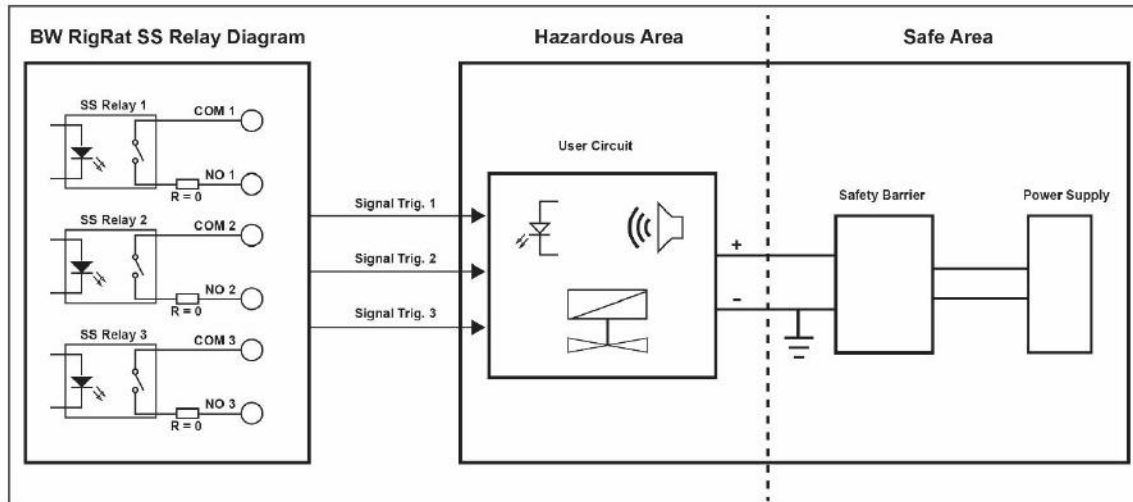 BW RigRat SS Relay Diagram
SS Relay 1
COM 1
NO 1
R = 0
SS Relay 2
COM 2
NO 2
R = 0
SS Relay 3
COM 3
NO 3
R = 0
Signal Trig. 1
Signal Trig. 2
Signal Trig. 3
Hazardous Area
User Circuit
+
-
Safe Area
Safety Barrier
Power Supply